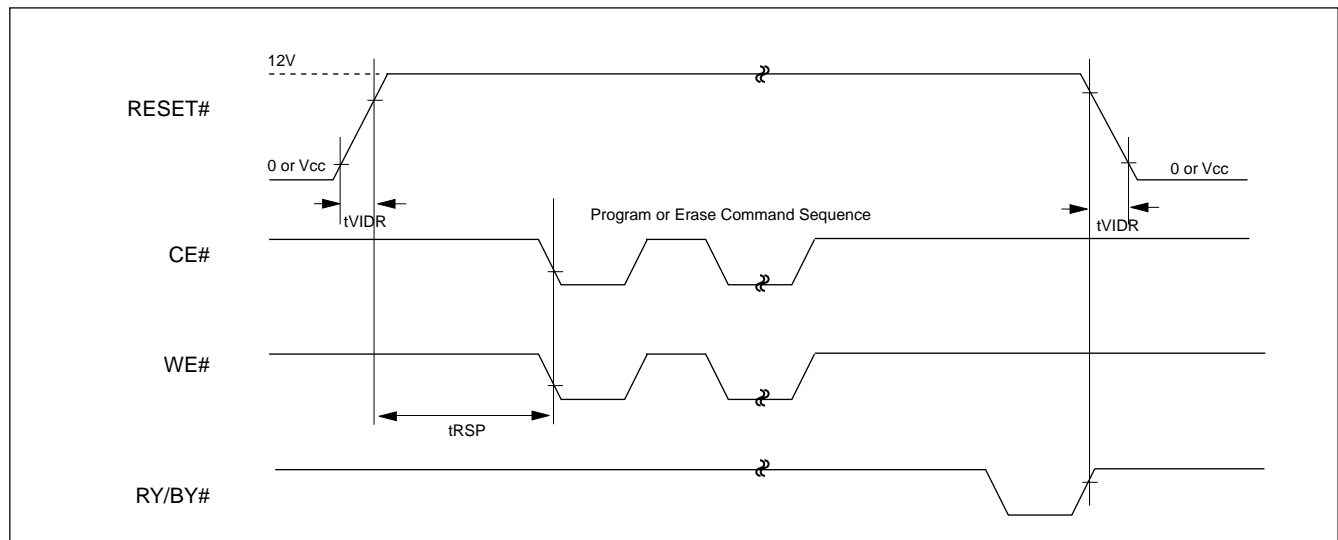 12V
RESET#
0 or Vcc
0 or Vcc
tVIDR
Program or Erase Command Sequence
tVIDR
CE#
WE#
tRSP
RY/BY#